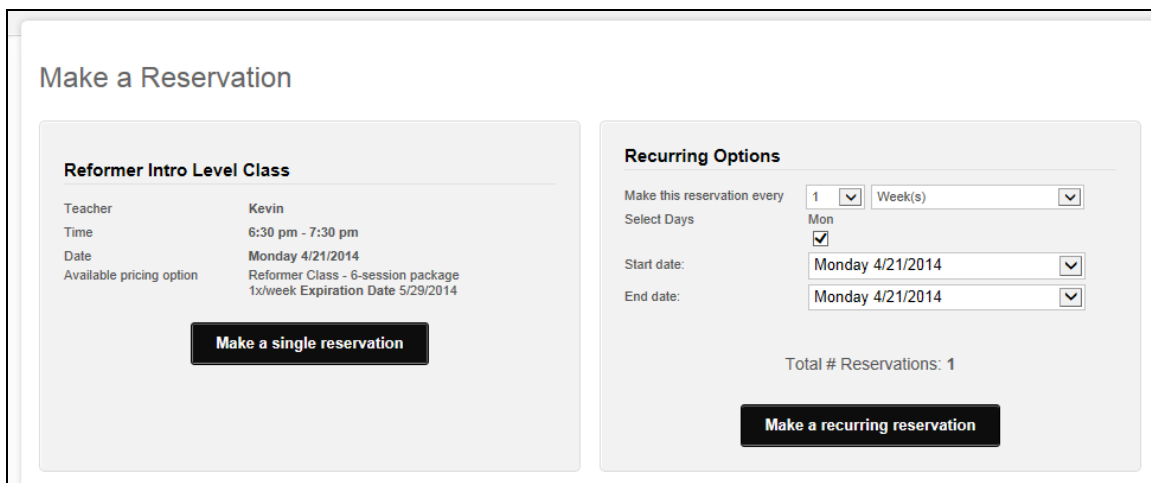 Make a Reservation
Reformer Intro Level Class
Teacher Kevin
Time 6:30 pm - 7:30 pm
Date Monday 4/21/2014
Available pricing option Reformer Class - 6-session package
1x/week Expiration Date 5/29/2014
Make a single reservation
Recurring Options
Make this reservation every 1 Week(s)
Select Days Mon
Start date: Monday 4/21/2014
End date: Monday 4/21/2014
Total # Reservations: 1
Make a recurring reservation